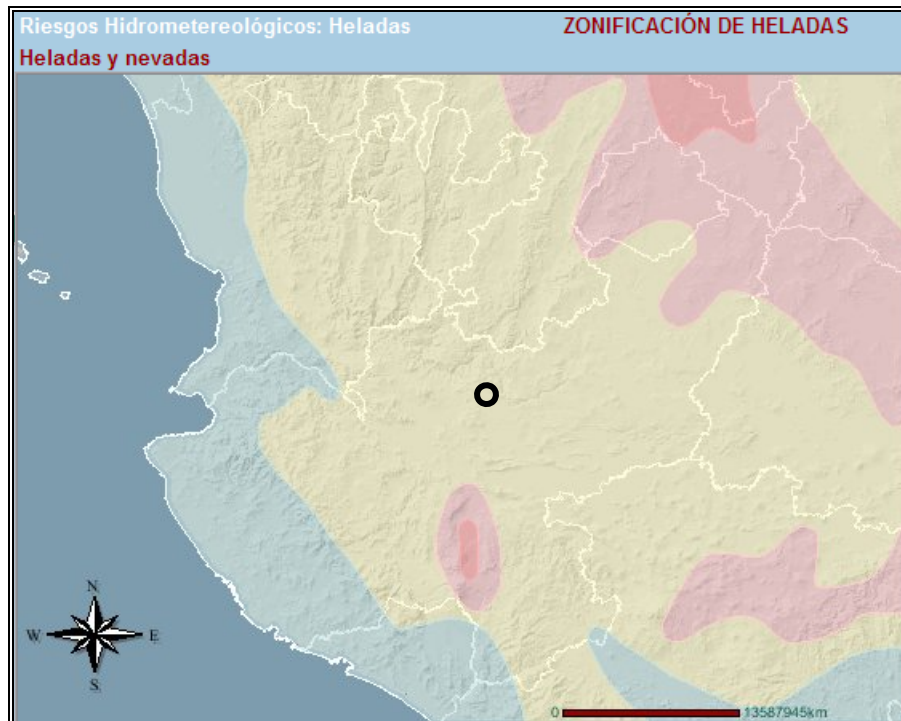 Riesgos Hidrometereológicos: Heladas
ZONIFICACIÓN DE HELADAS
Heladas y nevadas
N
W E
S
0 13587945km